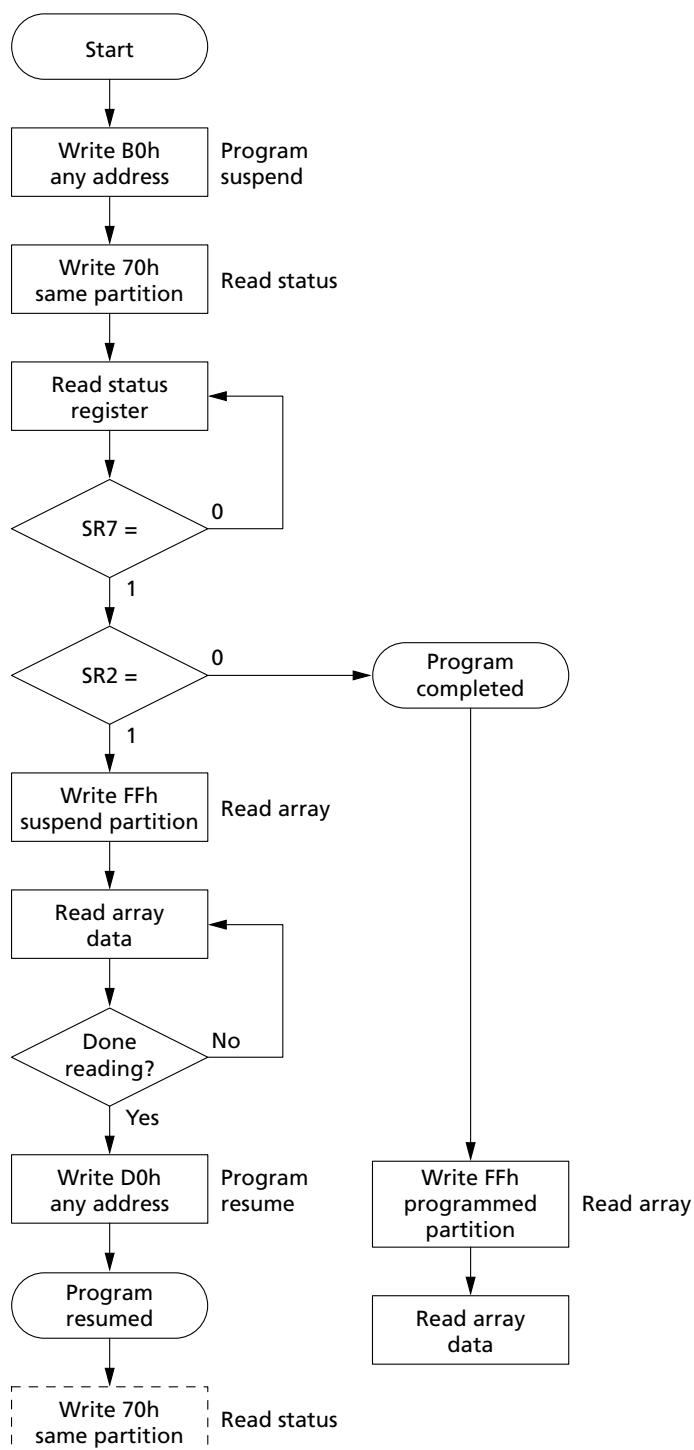 Start
Write B0h
any address
Program
suspend
Write 70h
same partition
Read status
Read status
register
SR7 =
0
1
SR2 =
0
1
Program
completed
Write FFh
suspend partition
Read array
Read array
data
Done
reading?
No
Yes
Write D0h
any address
Program
resume
Write FFh
programmed
partition
Read array
Program
resumed
Read array
data
Write 70h
same partition
Read status